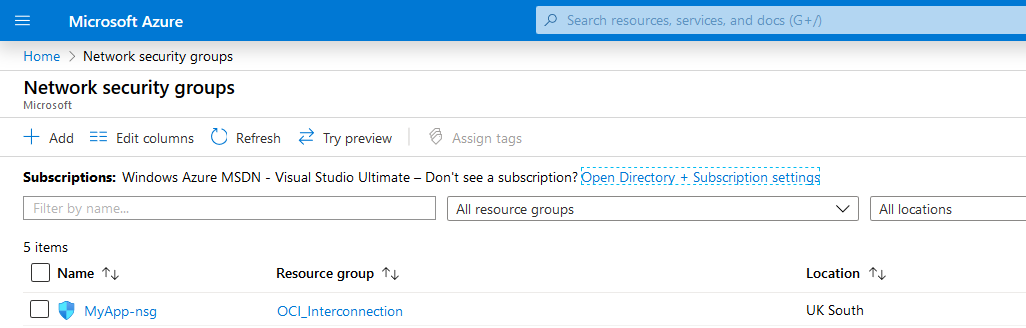 Microsoft Azure
Search resources, services, and docs (G+/)
Home > Network security groups
Network security groups
Microsoft
Add Edit columns Refresh Try preview Assign tags
Subscriptions: Windows Azure MSDN - Visual Studio Ultimate – Don't see a subscription? Open Directory + Subscription settings
Filter by name... All resource groups All locations
5 items
Name ↑↓ Resource group ↑↓ Location ↑↓
MyApp-nsg OCI_Interconnection UK South